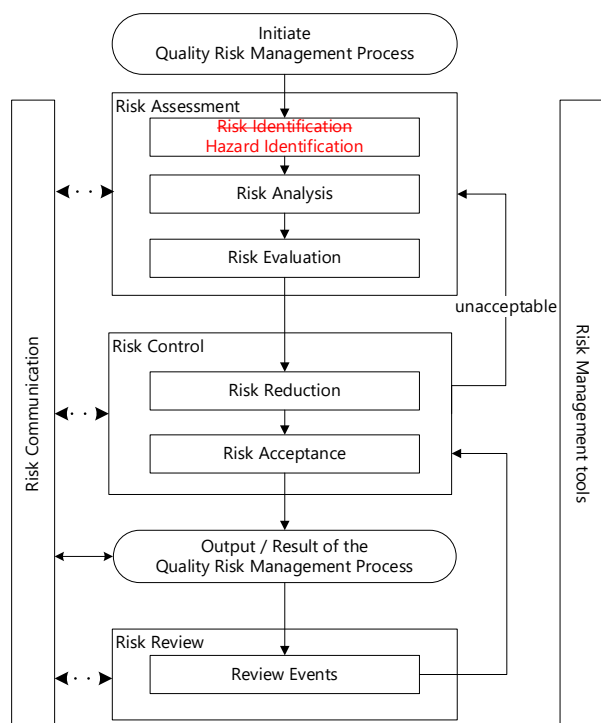 Initiate
Quality Risk Management Process
Risk Assessment
Risk Identification
Hazard Identification
Risk Analysis
Risk Evaluation
unacceptable
Risk Control
Risk Reduction
Risk Acceptance
Output / Result of the
Quality Risk Management Process
Risk Review
Review Events
Risk Communication
Risk Management tools